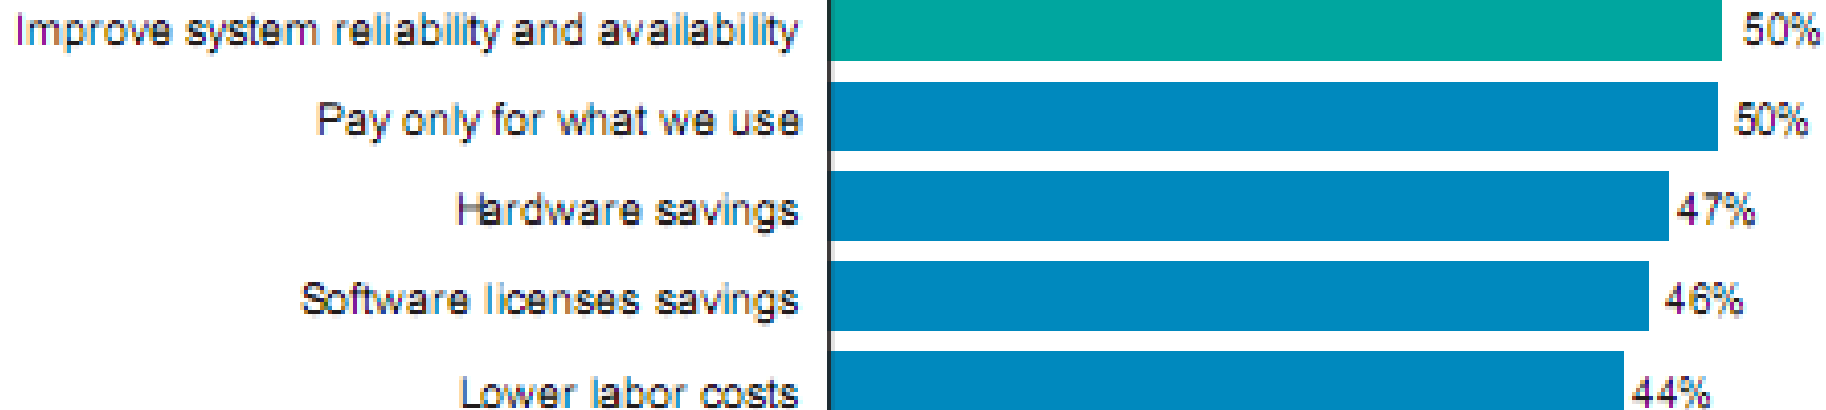 Improve system reliability and availability 50%
Pay only for what we use 50%
Hardware savings 47%
Software licenses savings 46%
Lower labor costs 44%